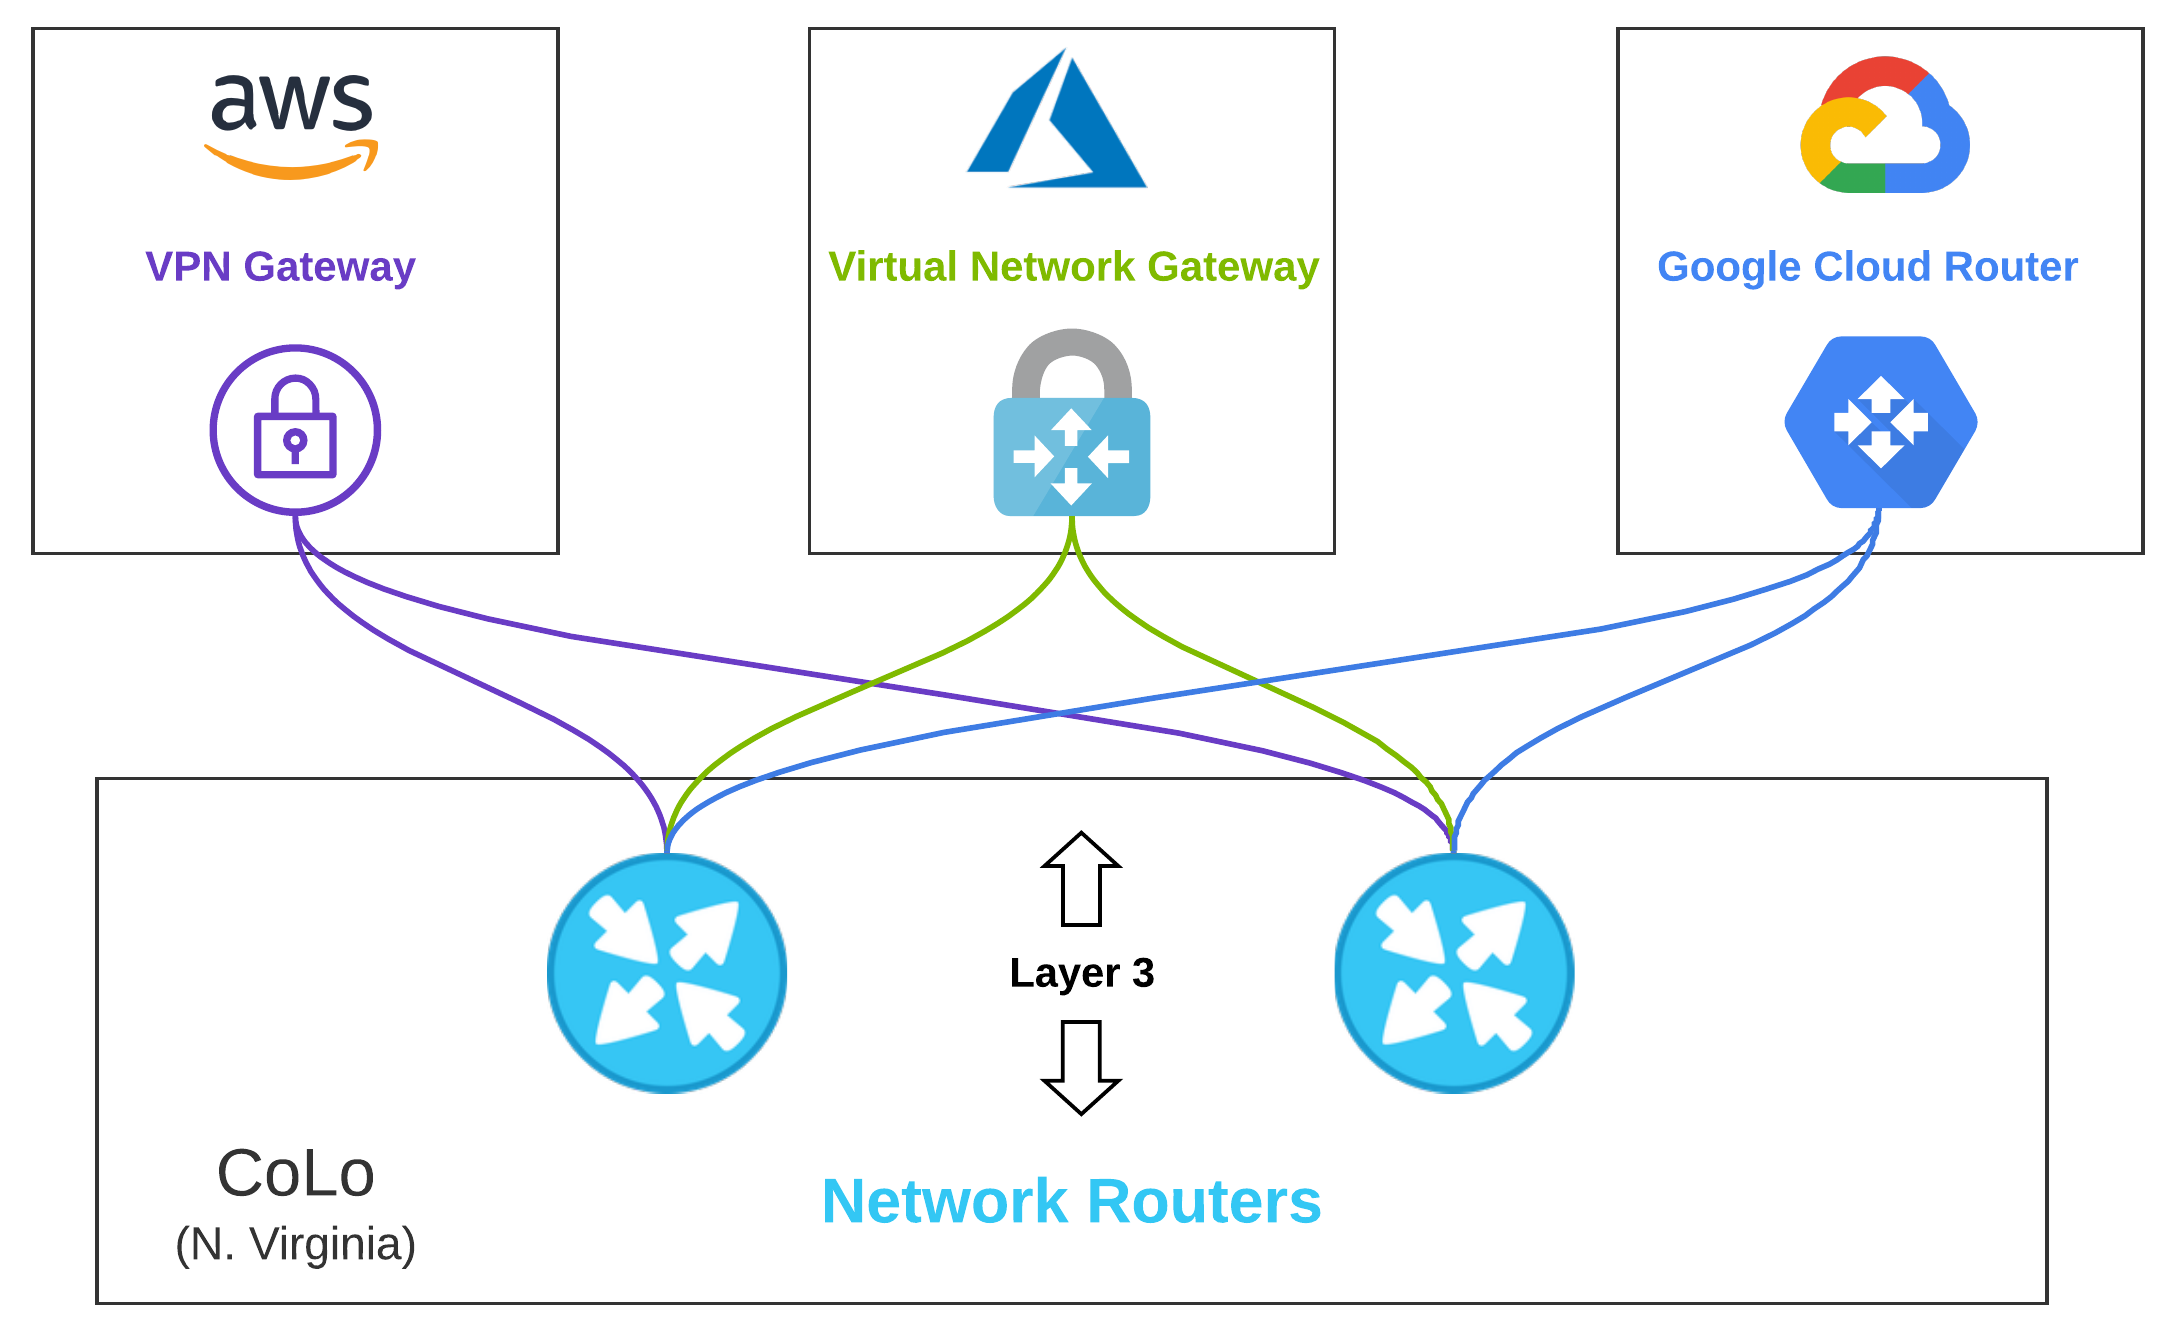 aws
VPN Gateway
Virtual Network Gateway
Google Cloud Router
Layer 3
CoLo
(N. Virginia)
Network Routers